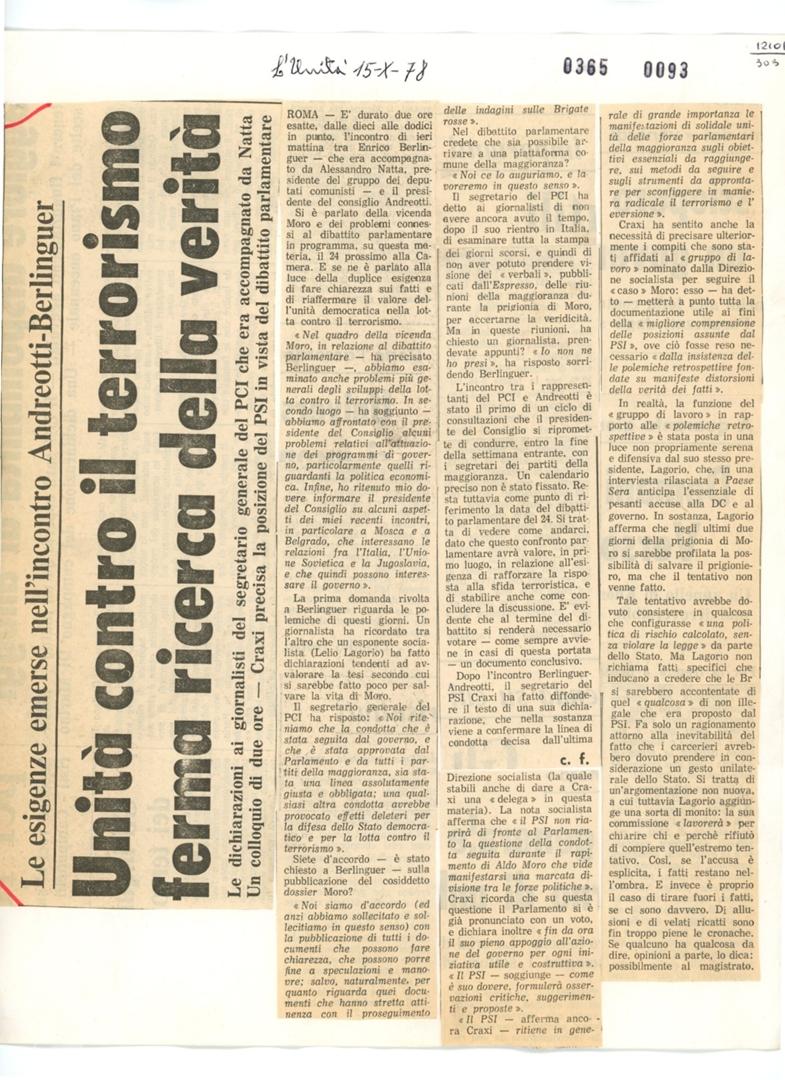 L'Unità 15-X-78
0365 0093
12101
303
Le esigenze emerse nell'incontro Andreotti-Berlinguer
Unità contro il terrorismo
ferma ricerca della verità
Le dichiarazioni ai giornalisti del segretario generale del PCI che era accompagnato da Natta
Un colloquio di due ore — Craxi precisa la posizione del PSI in vista del dibattito parlamentare
ROMA — E' durato due ore
esatte, dalle dieci alle dodici
in punto, l'incontro di ieri
mattina tra Enrico Berlin-
guer — che era accompagna-
to da Alessandro Natta, pre-
sidente del gruppo dei depu-
tati comunisti — e il presi-
dente del consiglio Andreotti.
Si è parlato della vicenda
Moro e dei problemi connes-
si al dibattito parlamentare
in programma, su questa ma-
teria, il 24 prossimo alla Ca-
mera. E se ne è parlato alla
luce della duplice esigenza
di fare chiarezza sui fatti e
di riaffermare il valore del-
l'unità democratica nella lot-
ta contro il terrorismo.
« Nel quadro della vicenda
Moro, in relazione al dibattito
parlamentare — ha precisato
Berlinguer —, abbiamo esa-
minato anche problemi più ge-
nerali degli sviluppi della lot-
ta contro il terrorismo. In se-
condo luogo — ha soggiunto —
abbiamo affrontato con il pre-
sidente del Consiglio alcuni
problemi relativi all'attuazio-
ne dei programmi di gover-
no, particolarmente quelli ri-
guardanti la politica economi-
ca. Infine, ho ritenuto mio do-
vere informare il presidente
del Consiglio su alcuni aspet-
ti dei miei recenti incontri,
in particolare a Mosca e a
Belgrado, che interessano le
relazioni fra l'Italia, l'Unio-
ne Sovietica e la Jugoslavia,
e che quindi possono interes-
sare il governo ».
La prima domanda rivolta
a Berlinguer riguarda le po-
lemiche di questi giorni. Un
giornalista ha ricordato tra
l'altro che un esponente socia-
lista (Lelio Lagorio) ha fatto
dichiarazioni tendenti ad av-
valorare la tesi secondo cui
si sarebbe fatto poco per sal-
vare la vita di Moro.
Il segretario generale del
PCI ha risposto: « Noi rite-
niamo che la condotta che è
stata seguita dal governo, e
che è stata approvata dal
Parlamento e da tutti i par-
titi della maggioranza, sia sta-
ta una linea assolutamente
giusta e obbligata; una qual-
siasi altra condotta avrebbe
provocato effetti deleteri per
la difesa dello Stato democra-
tico e per la lotta contro il
terrorismo ».
Siete d'accordo — è stato
chiesto a Berlinguer — sulla
pubblicazione del cosiddetto
dossier Moro?
« Noi siamo d'accordo (ed
anzi abbiamo sollecitato e sol-
lecitiamo in questo senso) con
la pubblicazione di tutti i do-
cumenti che possono fare
chiarezza, che possono porre
fine a speculazioni e mano-
vre; salvo, naturalmente, per
quanto riguarda quei docu-
menti che hanno stretta atti-
nenza con il proseguimento
delle indagini sulle Brigate
rosse ».
Nel dibattito parlamentare
credete che sia possibile ar-
rivare a una piattaforma co-
mune della maggioranza?
« Noi ce lo auguriamo, e la-
voreremo in questo senso ».
Il segretario del PCI ha
detto ai giornalisti di non
avere ancora avuto il tempo,
dopo il suo rientro in Italia,
di esaminare tutta la stampa
dei giorni scorsi, e quindi di
non aver potuto prendere vi-
sione dei « verbali », pubbli-
cati dall'Espresso, delle riu-
nioni della maggioranza du-
rante la prigionia di Moro,
per accertarne la veridicità.
Ma in queste riunioni, ha
chiesto un giornalista, pren-
devate appunti? « Io non ne
ho presi », ha risposto sorri-
dendo Berlinguer.
L'incontro tra i rappresen-
tanti del PCI e Andreotti è
stato il primo di un ciclo di
consultazioni che il presiden-
te del Consiglio si ripromet-
te di condurre, entro la fine
della settimana entrante, con
i segretari dei partiti della
maggioranza. Un calendario
preciso non è stato fissato. Re-
sta tuttavia come punto di ri-
ferimento la data del dibatti-
to parlamentare del 24. Si trat-
ta di vedere come andarci,
dato che questo confronto par-
lamentare avrà valore, in pri-
mo luogo, in relazione all'esi-
genza di rafforzare la rispo-
sta alla sfida terroristica, e
di stabilire anche come con-
cludere la discussione. E' evi-
dente che al termine del di-
battito si renderà necessario
votare — come sempre avvie-
ne in casi di questa portata
— un documento conclusivo.
Dopo l'incontro Berlinguer-
Andreotti, il segretario del
PSI Craxi ha fatto diffonde-
re il testo di una sua dichia-
razione, che nella sostanza
viene a confermare la linea di
condotta decisa dall'ultima
c. f.
Direzione socialista (la quale
stabilì anche di dare a Cra-
xi una « delega » in questa
materia). La nota socialista
afferma che « il PSI non ria-
prirà di fronte al Parlamen-
to la questione della condot-
ta seguita durante il rapi-
mento di Aldo Moro che vide
manifestarsi una marcata di-
visione tra le forze politiche ».
Craxi ricorda che su questa
questione il Parlamento si è
già pronunciato con un voto,
e dichiara inoltre « fin da ora
il suo pieno appoggio all'azio-
ne del governo per ogni ini-
ziativa utile e costruttiva ».
« Il PSI — soggiunge — come
è suo dovere, formulerà osser-
vazioni critiche, suggerimen-
ti e proposte ».
« Il PSI — afferma anco-
ra Craxi — ritiene in gene-
rale di grande importanza le
manifestazioni di solidale uni-
tà delle forze parlamentari
della maggioranza sugli obiet-
tivi essenziali da raggiunge-
re, sui metodi da seguire e
sugli strumenti da apprónta-
re per sconfiggere in manie-
ra radicale il terrorismo e l'
eversione ».
Craxi ha sentito anche la
necessità di precisare ulterior-
mente i compiti che sono sta-
ti affidati al « gruppo di la-
voro » nominato dalla Direzio-
ne socialista per seguire il
« caso » Moro: esso — ha det-
to — metterà a punto tutta la
documentazione utile ai fini
della « migliore comprensione
delle posizioni assunte dal
PSI », ove ciò fosse reso ne-
cessario « dalla insistenza del-
le polemiche retrospettive fon-
date su manifeste distorsioni
della verità dei fatti ».
In realtà, la funzione del
« gruppo di lavoro » in rap-
porto alle « polemiche retro-
spettive » è stata posta in una
luce non propriamente serena
e difensiva dal suo stesso pre-
sidente, Lagorio, che, in una
interviesta rilasciata a Paese
Sera anticipa l'essenziale di
pesanti accuse alla DC e al
governo. In sostanza, Lagorio
afferma che negli ultimi due
giorni della prigionia di Mo-
ro si sarebbe profilata la pos-
sibilità di salvare il prigionie-
ro, ma che il tentativo non
venne fatto.
Tale tentativo avrebbe do-
vuto consistere in qualcosa
che configurasse « una poli-
tica di rischio calcolato, sen-
za violare la legge » da parte
dello Stato. Ma Lagorio non
richiama fatti specifici che
inducano a credere che le Br
si sarebbero accontentate di
quel « qualcosa » di non ille-
gale che era proposto dal
PSI. Fa solo un ragionamento
attorno alla inevitabilità del
fatto che i carcerieri avreb-
bero dovuto prendere in con-
siderazione un gesto unilate-
rale dello Stato. Si tratta di
un'argomentazione non nuova,
a cui tuttavia Lagorio aggiun-
ge una sorta di monito: la sua
commissione « lavorerà » per
chiarire chi e perchè rifiutò
di compiere quell'estremo ten-
tativo. Così, se l'accusa è
esplicita, i fatti restano nel-
l'ombra. E invece è proprio
il caso di tirare fuori i fatti,
se ci sono davvero. Di allu-
sioni e di velati ricatti sono
fin troppo piene le cronache.
Se qualcuno ha qualcosa da
dire, opinioni a parte, lo dica:
possibilmente al magistrato.